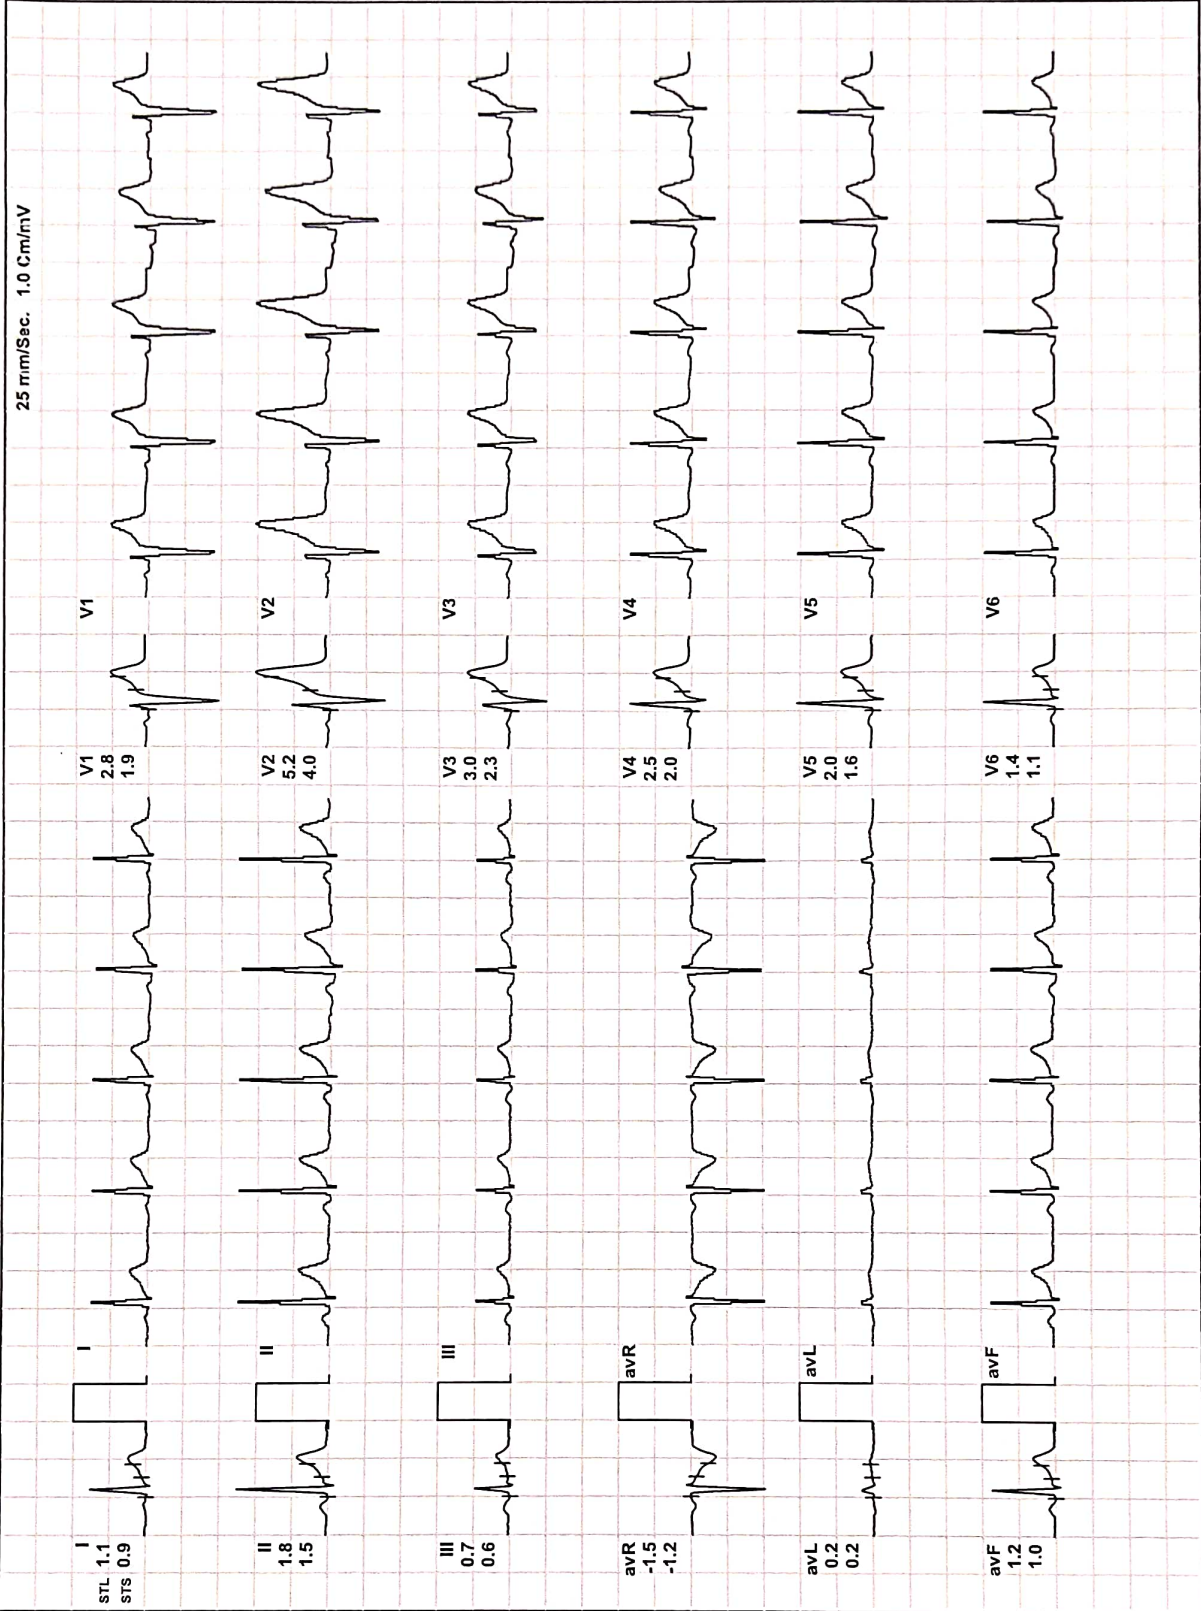 25 mm/Sec. 1.0 Cm/mV
I
STL 1.1
STS 0.9
I
V1
2.8
1.9
V1
II
1.8
1.5
II
V2
5.2
4.0
V2
III
0.7
0.6
III
V3
3.0
2.3
V3
avR
-1.5
-1.2
avR
V4
2.5
2.0
V4
avL
0.2
0.2
avL
V5
2.0
1.6
V5
avF
1.2
1.0
avF
V6
1.4
1.1
V6